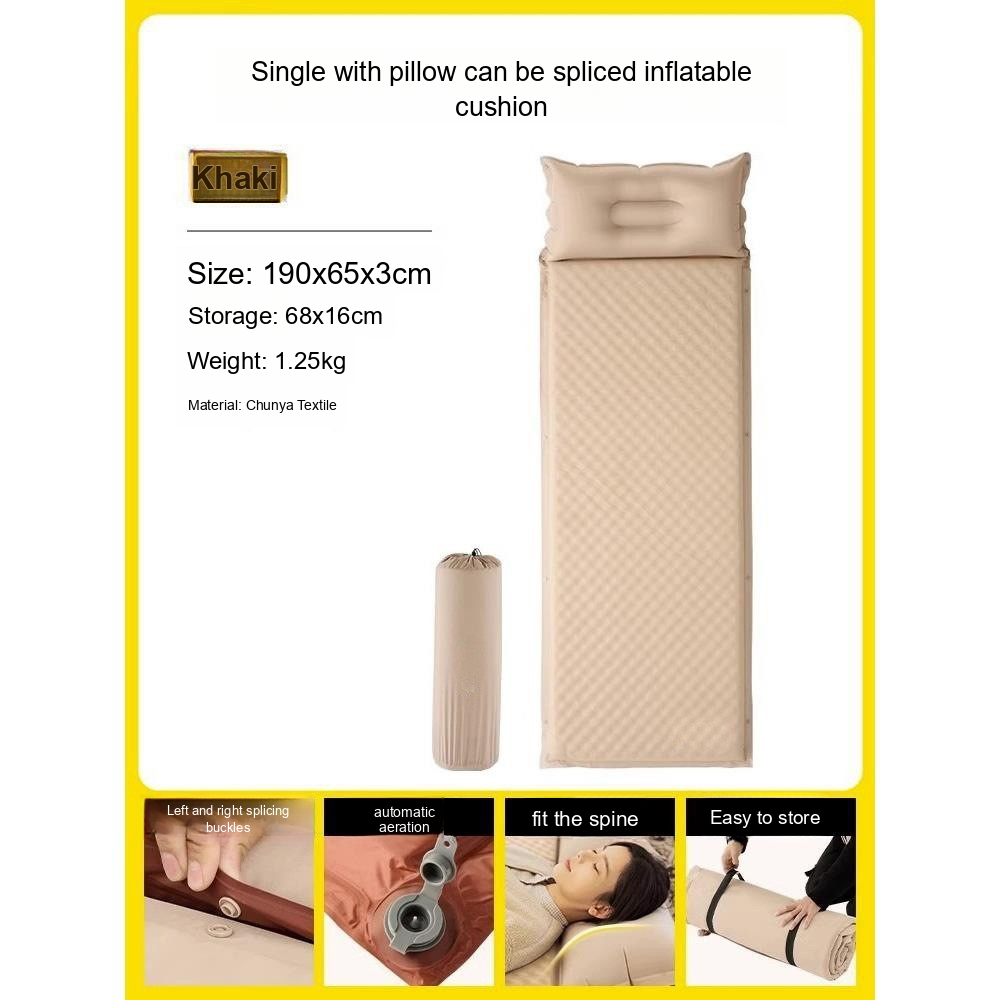 Single with pillow can be spliced inflatable
cushion
Khaki
Size: 190x65x3cm
Storage: 68x16cm
Weight: 1.25kg
Material: Chunya Textile
Left and right splicing
buckles
automatic
aeration
fit the spine
Easy to store